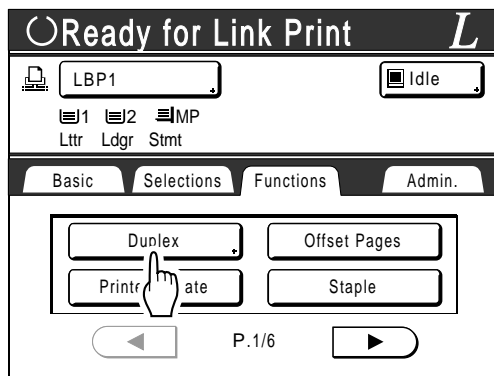 Ready for Link Print L
LBP1 Idle
1 2 MP
Lttr Ldgr Stmt
Basic Selections Functions Admin.
Duplex Offset Pages
Staple
P.1/6